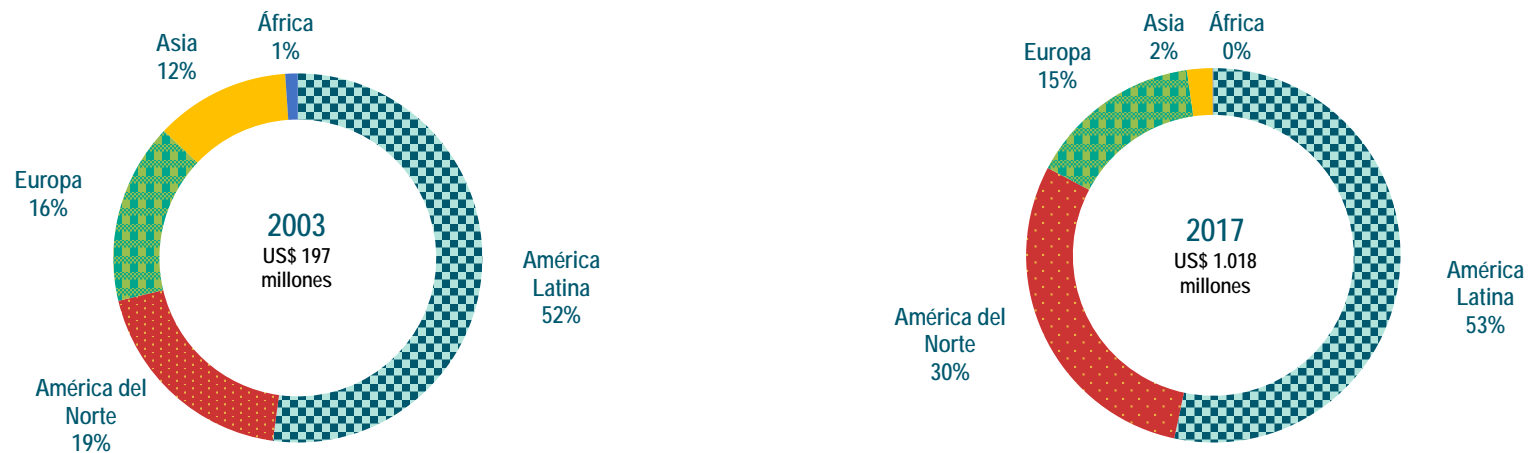 África
1%
Asia
12%
Europa
16%
2003
US$ 197
millones
América
Latina
52%
América del
Norte
19%
Asia
2%
África
0%
Europa
15%
2017
US$ 1.018
millones
América
Latina
53%
América del
Norte
30%